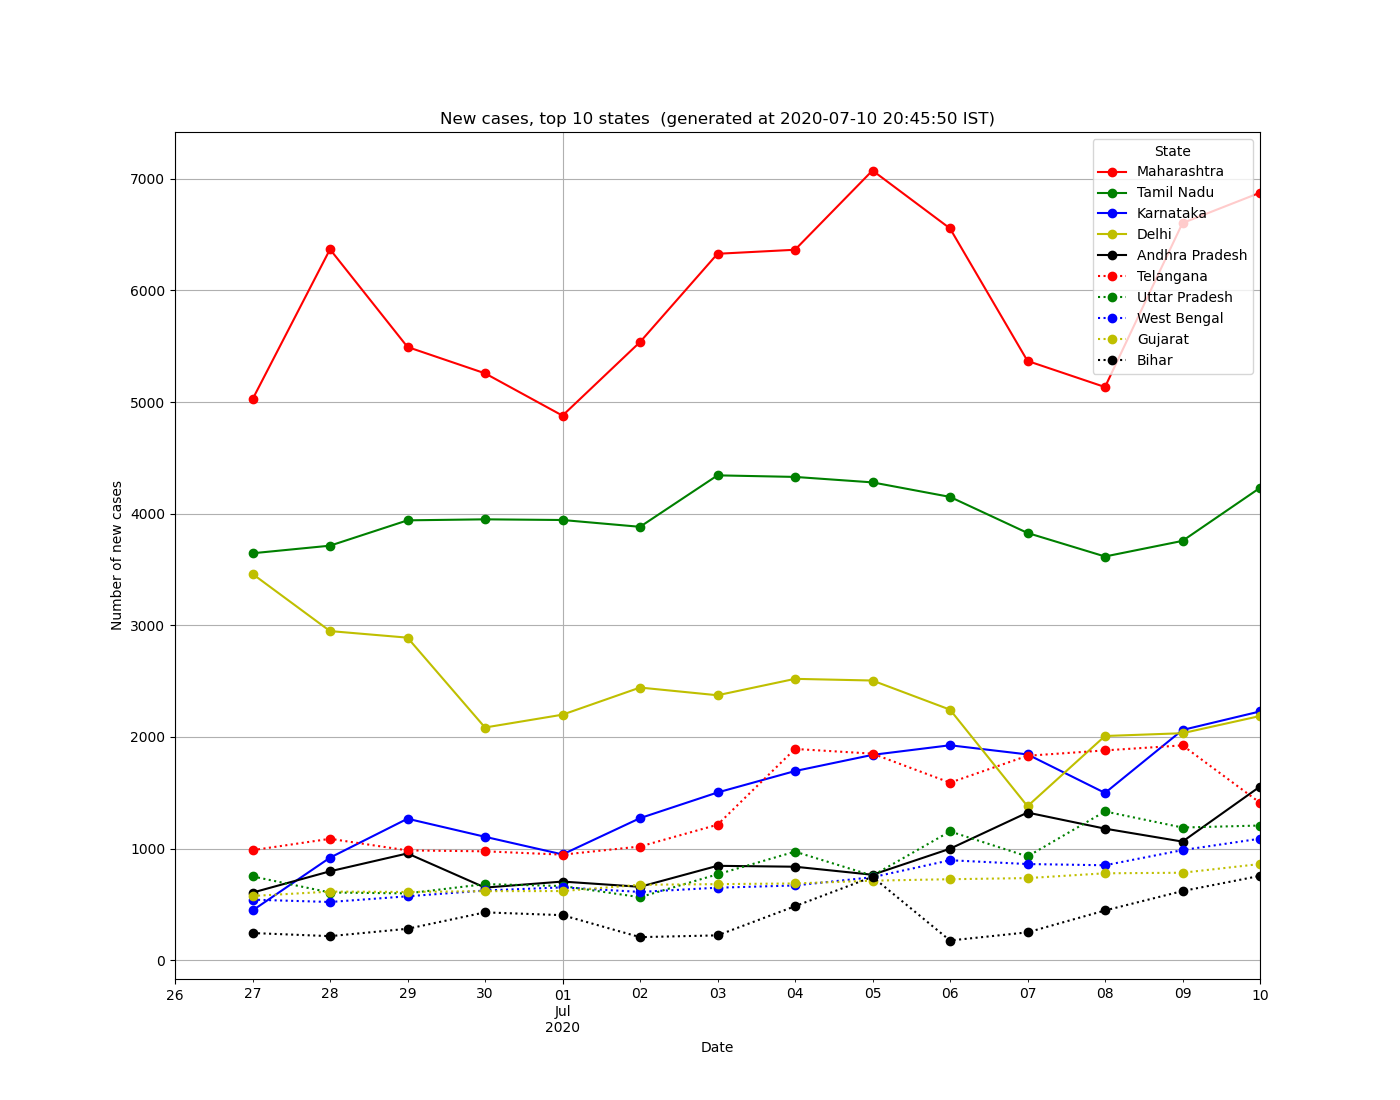 New cases, top 10 states  (generated at 2020-07-10 20:45:50 IST)
State
Maharashtra
Tamil Nadu
Karnataka
Delhi
Andhra Pradesh
Telangana
Uttar Pradesh
West Bengal
Gujarat
Bihar
Number of new cases
7000
6000
5000
4000
3000
2000
1000
0
26 27 28 29 30 01 02 03 04 05 06 07 08 09 10
Jul
2020
Date